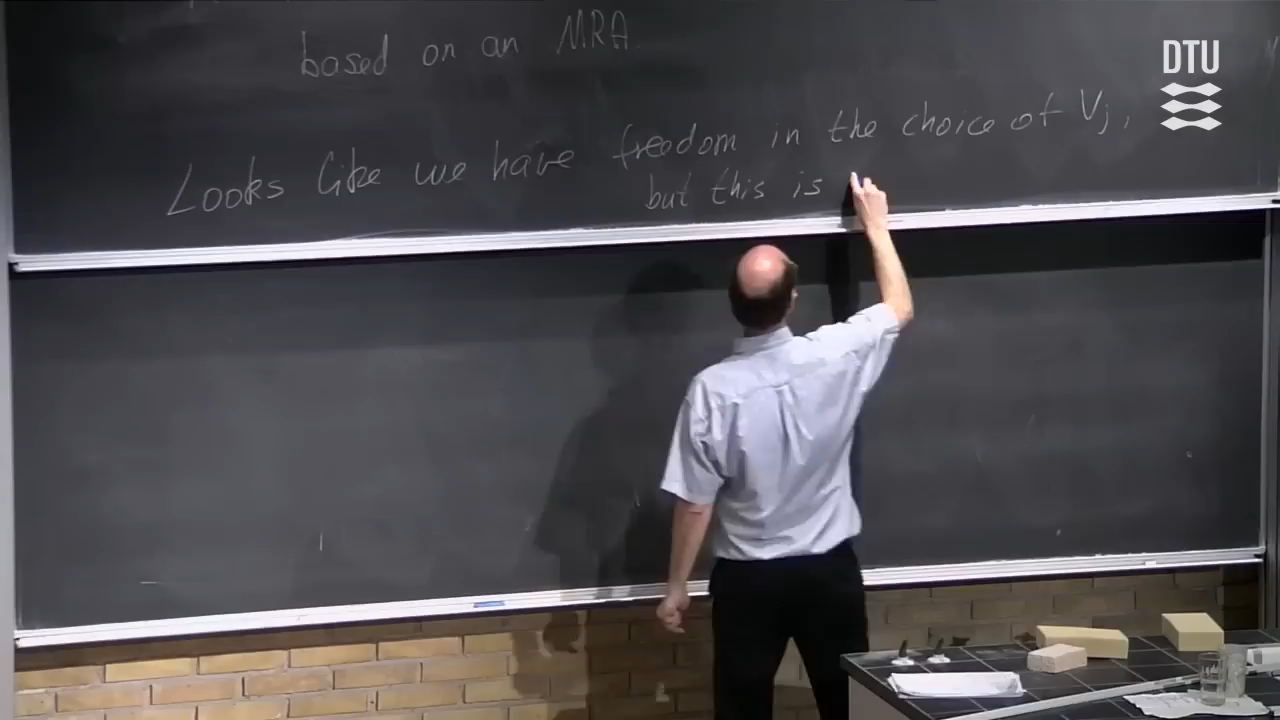 based on an MRA
Looks like we have freedom in the choice of Vj,
but this is
DTU